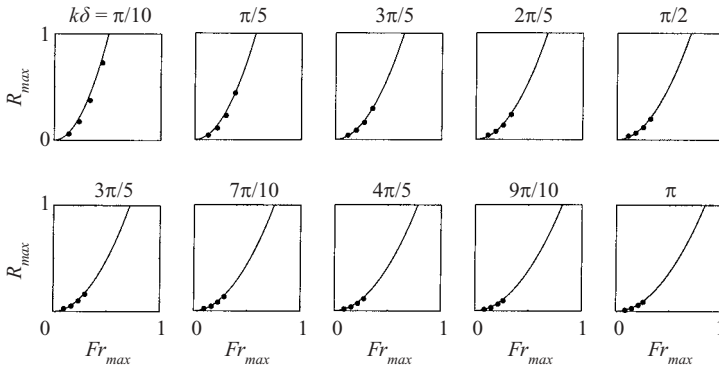 kδ = π/10 π/5 3π/5 2π/5 π/2
1
R_max
0
3π/5 7π/10 4π/5 9π/10 π
1
R_max
0 1 0 1 0 1 0 1 0 1
Fr_max Fr_max Fr_max Fr_max Fr_max